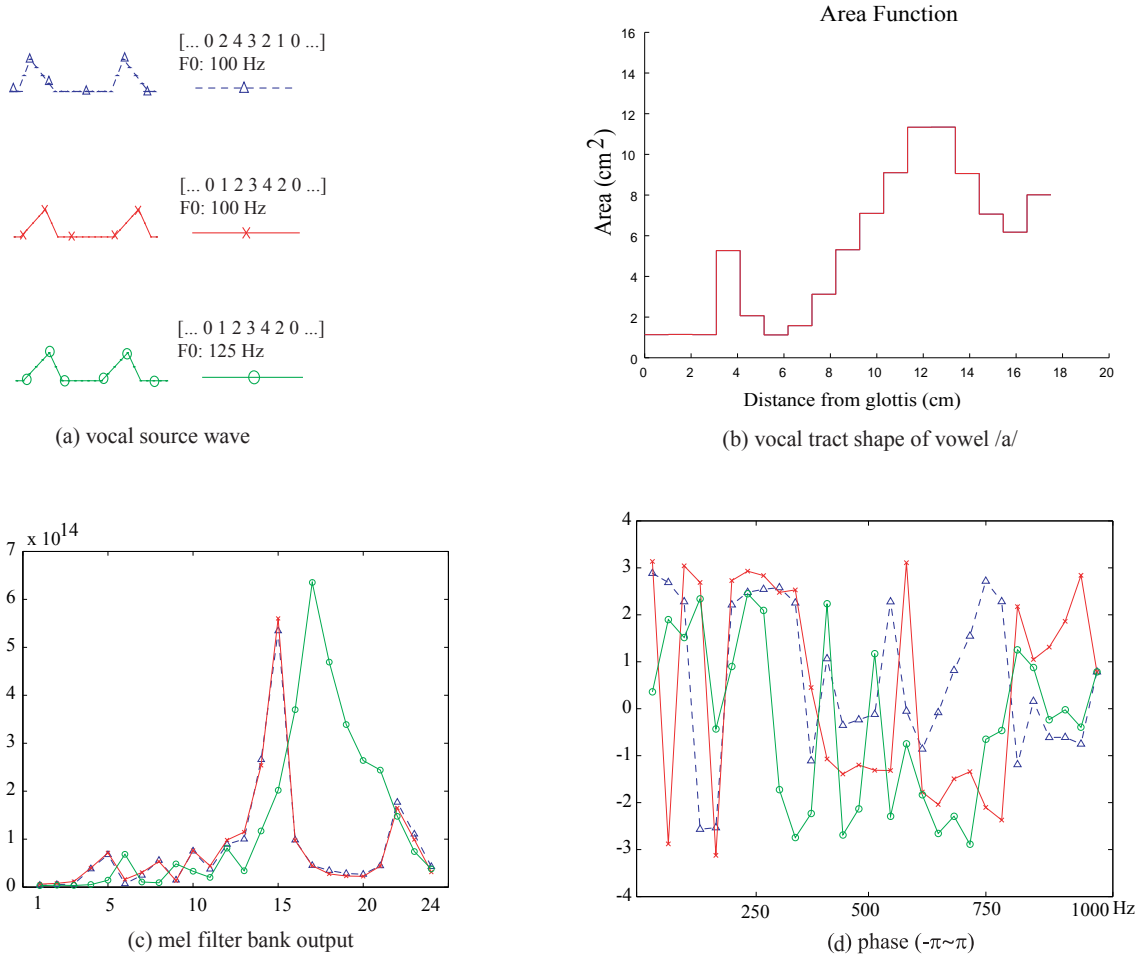 [... 0 2 4 3 2 1 0 ...]
F0: 100 Hz
[... 0 1 2 3 4 2 0 ...]
F0: 100 Hz
[... 0 1 2 3 4 2 0 ...]
F0: 125 Hz
(a) vocal source wave
Area Function
Area (cm²)
16
14
12
10
8
6
4
2
0
0 2 4 6 8 10 12 14 16 18 20
Distance from glottis (cm)
(b) vocal tract shape of vowel /a/
x 10¹⁴
7
6
5
4
3
2
1
0
1 5 10 15 20 24
(c) mel filter bank output
4
3
2
1
0
-1
-2
-3
-4
250 500 750 1000 Hz
(d) phase (-π~π)